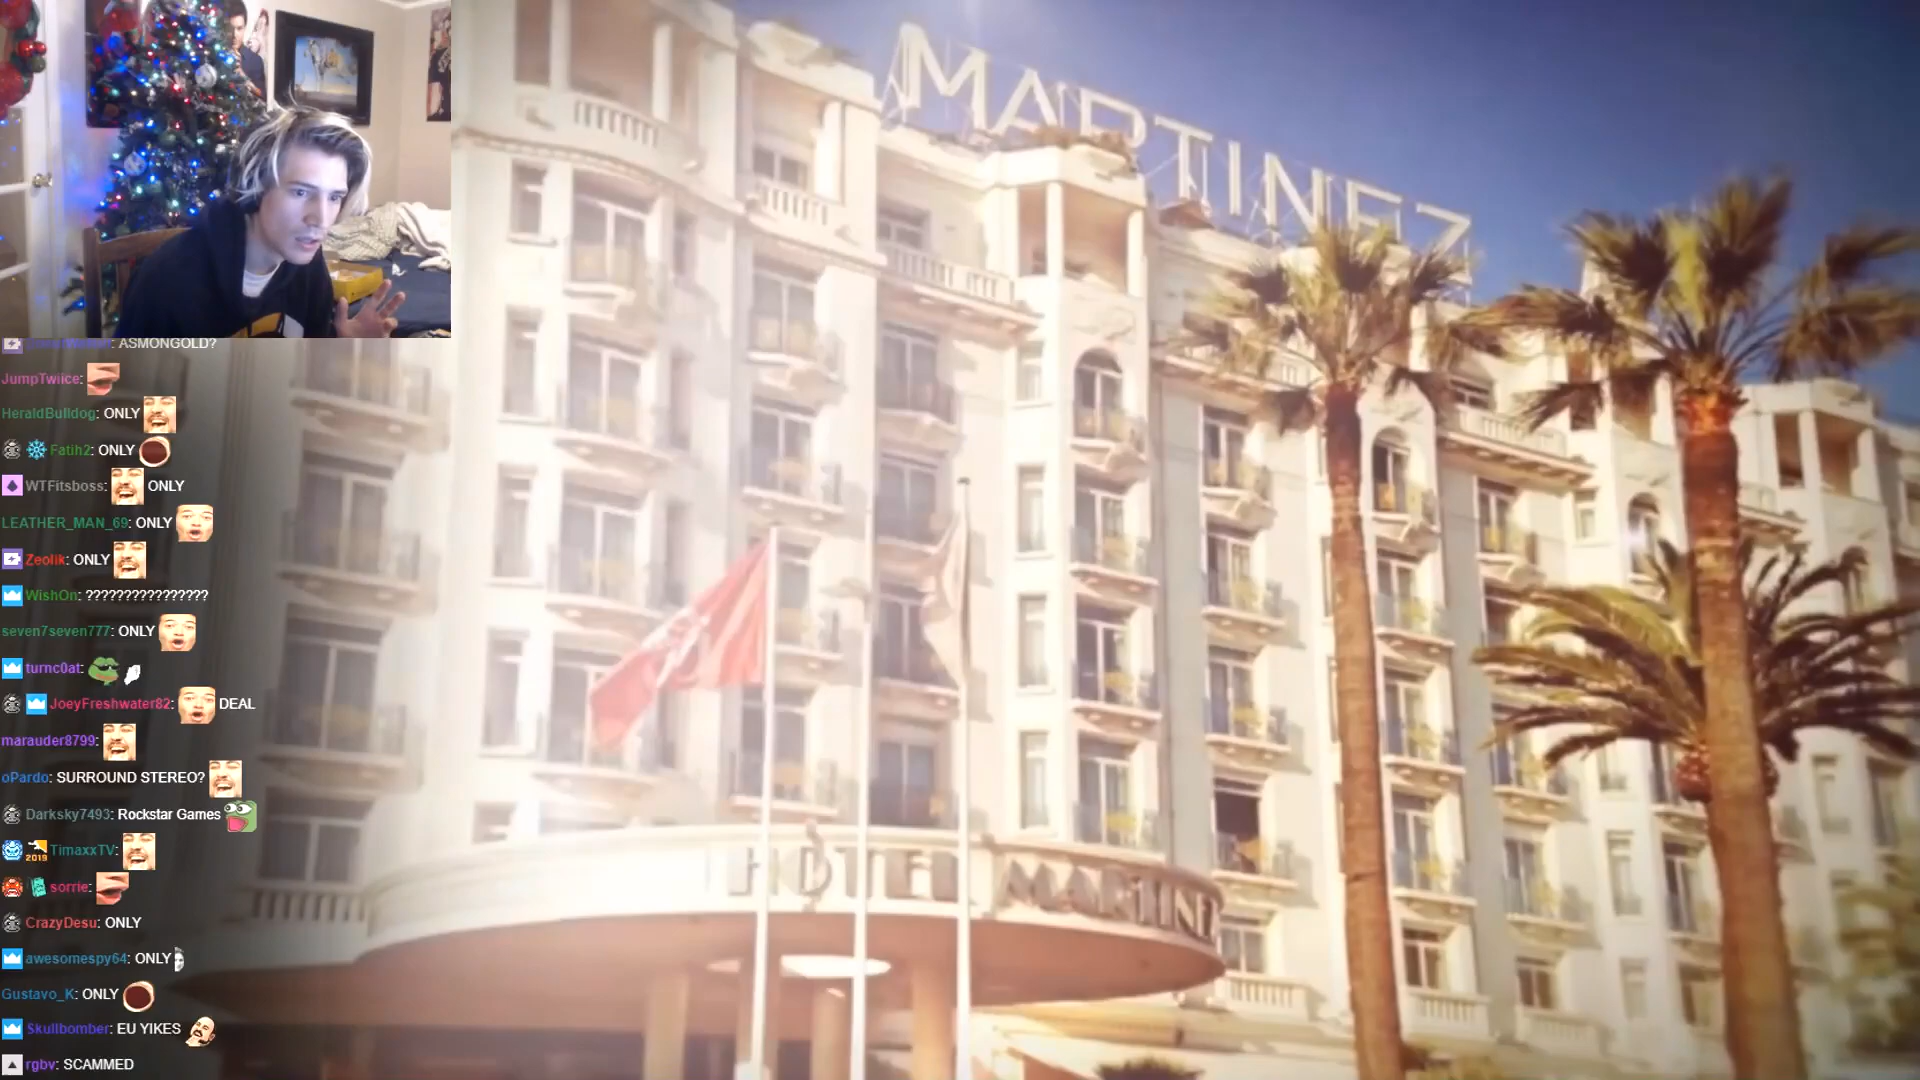 MARTINEZ
ASMONGOLD?
JumpTwiice:
HeraldBulldog: ONLY
Fatih2: ONLY
WTFitsboss: ONLY
LEATHER_MAN_69: ONLY
Zeolik: ONLY
WishOn: ????????????????
seven7seven777: ONLY
turnc0at:
JoeyFreshwater82: DEAL
marauder8799:
oPardo: SURROUND STEREO?
Darksky7493: Rockstar Games
2019 TimaxxTV:
sorrie:
CrazyDesu: ONLY
awesomespy64: ONLY
Gustavo_K: ONLY
Skullbomber: EU YIKES
rgbv: SCAMMED
HOTEL MARTINEZ